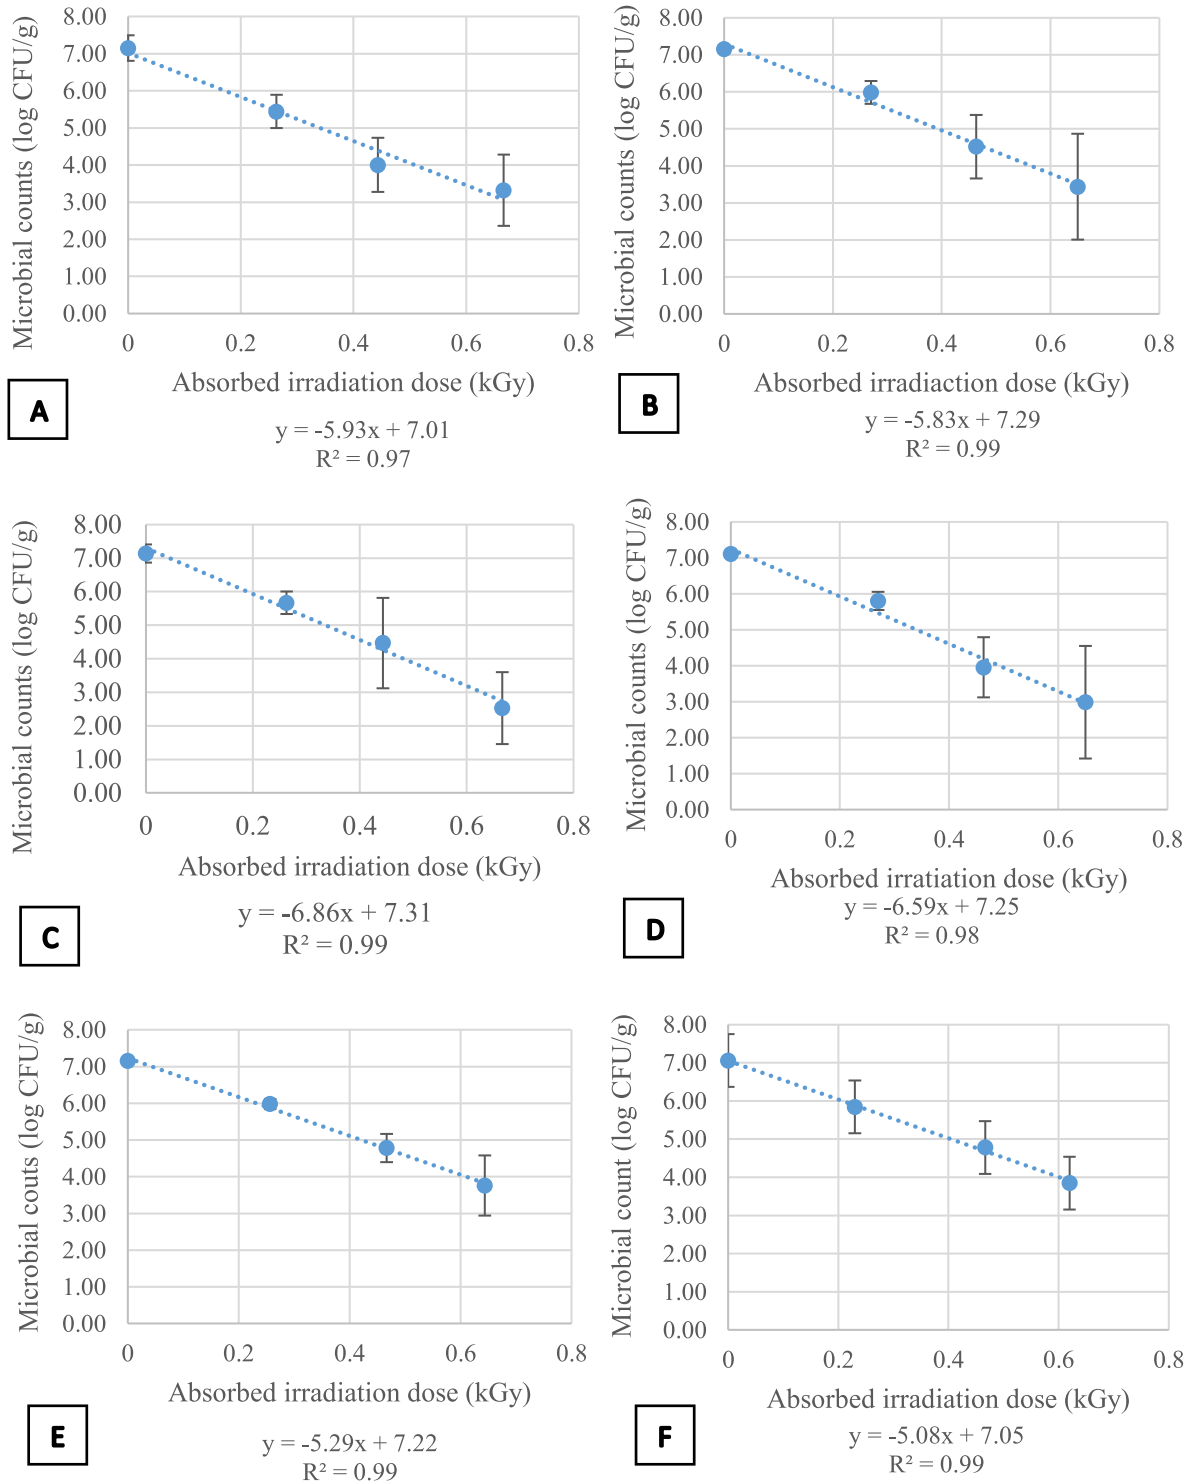 Microbial counts (log CFU/g)
8.00
7.00
6.00
5.00
4.00
3.00
2.00
1.00
0.00
0 0.2 0.4 0.6 0.8
Absorbed irradiation dose (kGy)
A
y = -5.93x + 7.01
R² = 0.97
Microbial counts (log CFU/g)
8.00
7.00
6.00
5.00
4.00
3.00
2.00
1.00
0.00
0 0.2 0.4 0.6 0.8
Absorbed irradiaction dose (kGy)
B
y = -5.83x + 7.29
R² = 0.99
Microbial counts (log CFU/g)
8.00
7.00
6.00
5.00
4.00
3.00
2.00
1.00
0.00
0 0.2 0.4 0.6 0.8
Absorbed irradiation dose (kGy)
C
y = -6.86x + 7.31
R² = 0.99
Microbial counts (log CFU/g)
8.00
7.00
6.00
5.00
4.00
3.00
2.00
1.00
0.00
0 0.2 0.4 0.6 0.8
Absorbed irratiation dose (kGy)
D
y = -6.59x + 7.25
R² = 0.98
Microbial couts (log CFU/g)
8.00
7.00
6.00
5.00
4.00
3.00
2.00
1.00
0.00
0 0.2 0.4 0.6 0.8
Absorbed irradiation dose (kGy)
E
y = -5.29x + 7.22
R² = 0.99
Microbial count (log CFU/g)
8.00
7.00
6.00
5.00
4.00
3.00
2.00
1.00
0.00
0 0.2 0.4 0.6 0.8
Absorbed irradiation dose (kGy)
F
y = -5.08x + 7.05
R² = 0.99